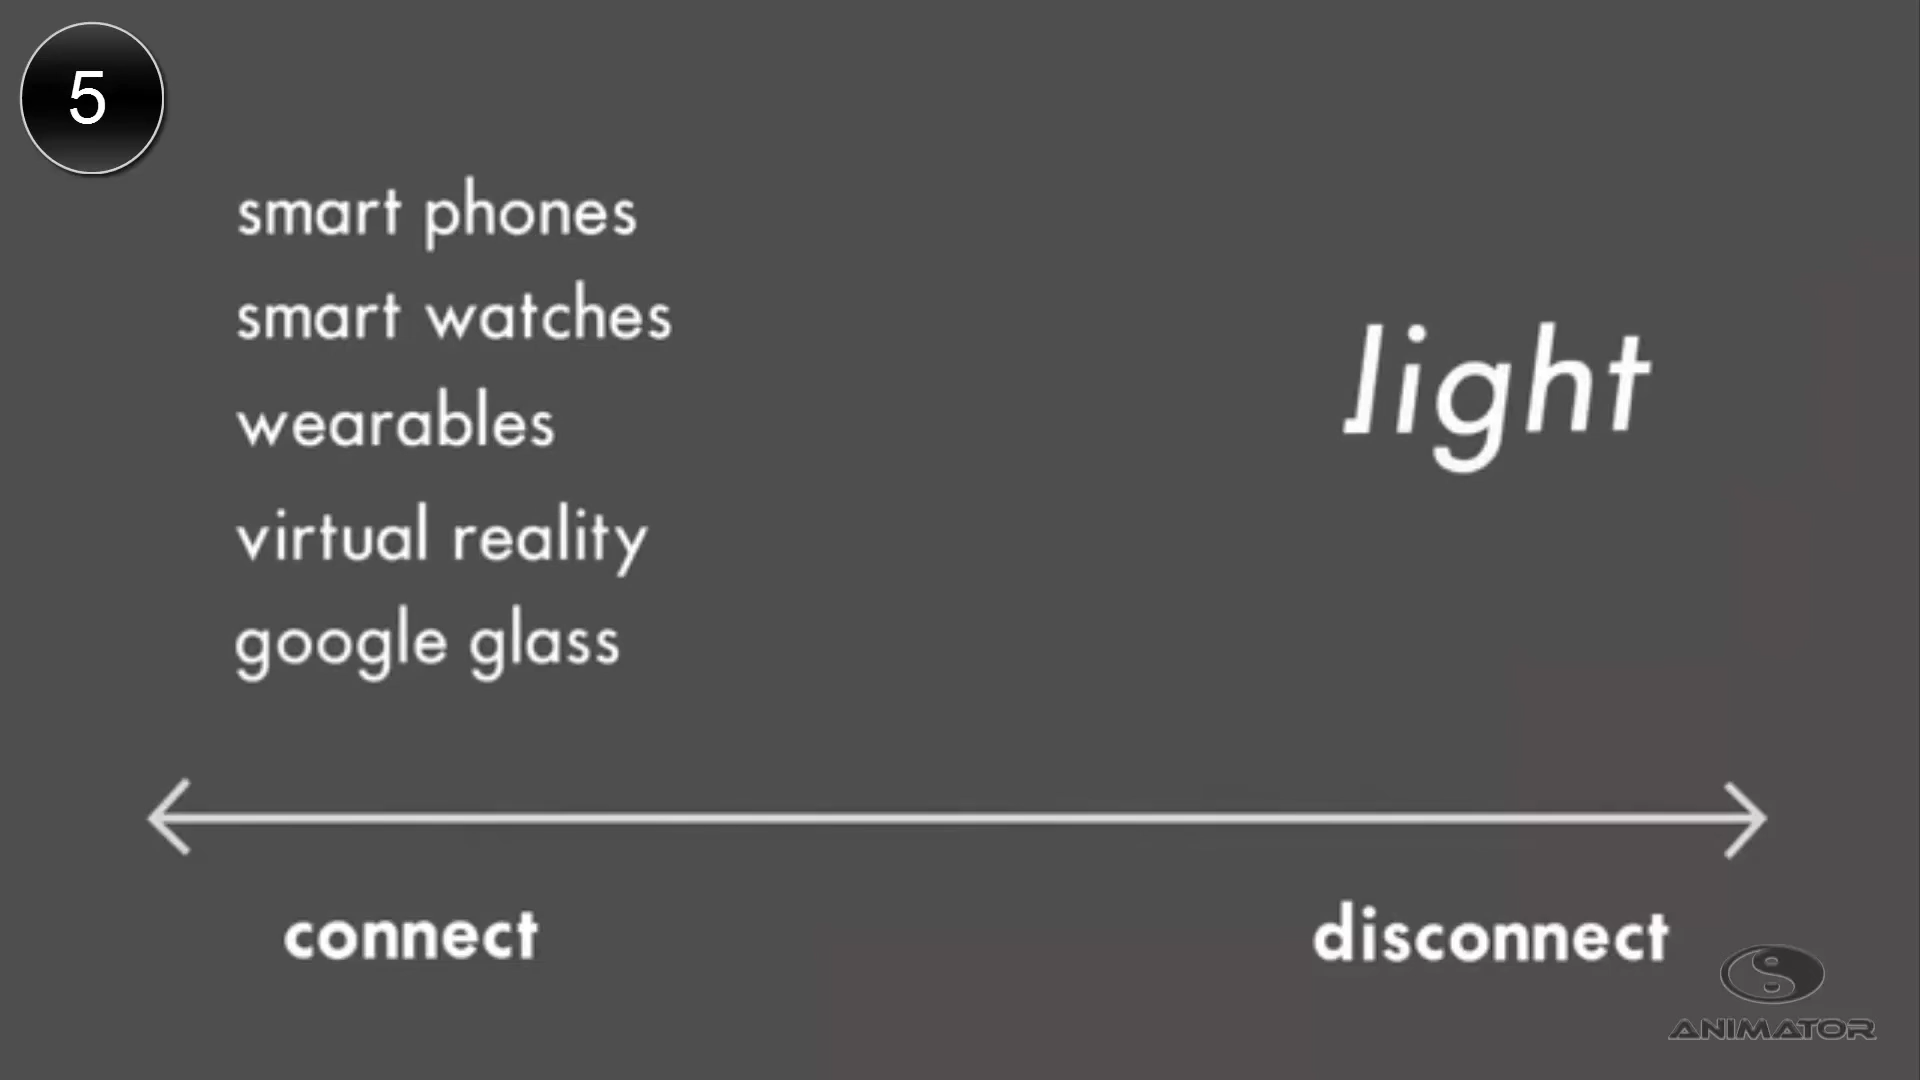 5
smart phones
smart watches
wearables
virtual reality
google glass
light
connect
disconnect
ANIMATOR